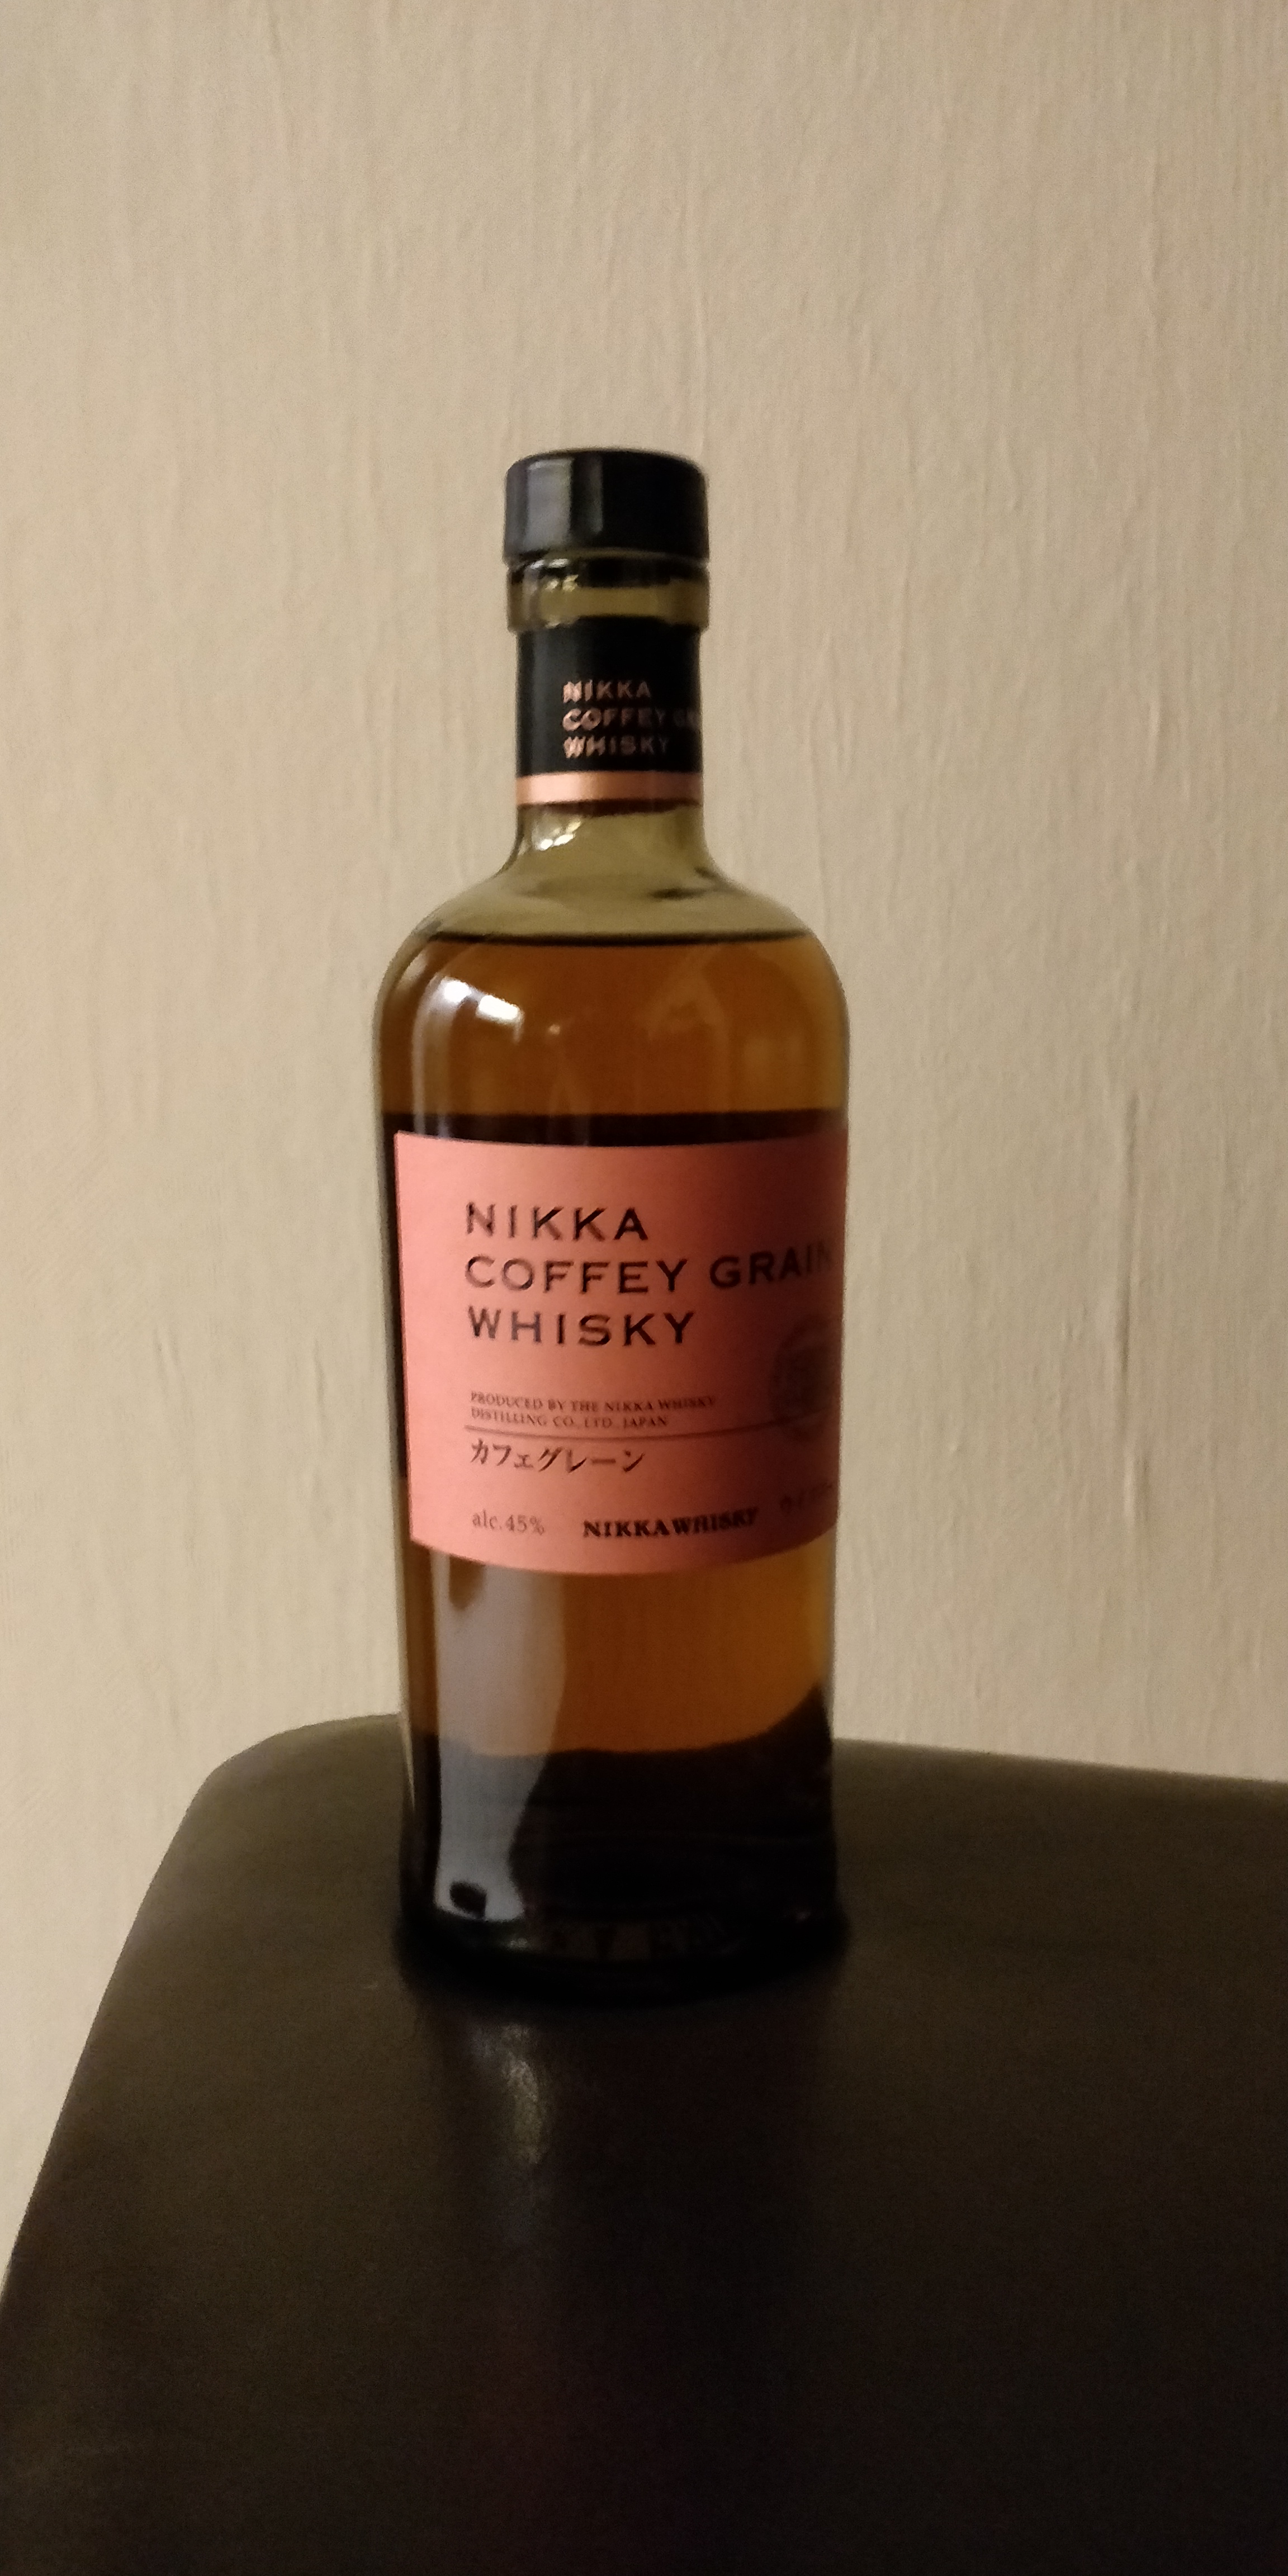 NIKKA
COFFEY
WHISKY
NIKKA
COFFEY GRAIN
WHISKY
PRODUCED BY THE NIKKA WHISKY
DISTILLING CO., LTD. JAPAN
カフェグレーン
alc.45% NIKKA WHISKY